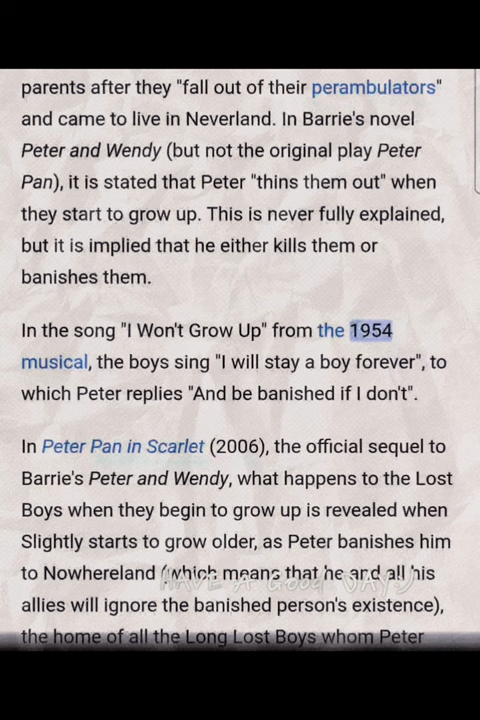 parents after they "fall out of their perambulators"
and came to live in Neverland. In Barrie's novel
Peter and Wendy (but not the original play Peter
Pan), it is stated that Peter "thins them out" when
they start to grow up. This is never fully explained,
but it is implied that he either kills them or
banishes them.
In the song "I Won't Grow Up" from the 1954
musical, the boys sing "I will stay a boy forever", to
which Peter replies "And be banished if I don't".
In Peter Pan in Scarlet (2006), the official sequel to
Barrie's Peter and Wendy, what happens to the Lost
Boys when they begin to grow up is revealed when
Slightly starts to grow older, as Peter banishes him
to Nowhereland (which means that he and all his
HAVE A GOOD DAY:)
allies will ignore the banished person's existence),
the home of all the Long Lost Boys whom Peter